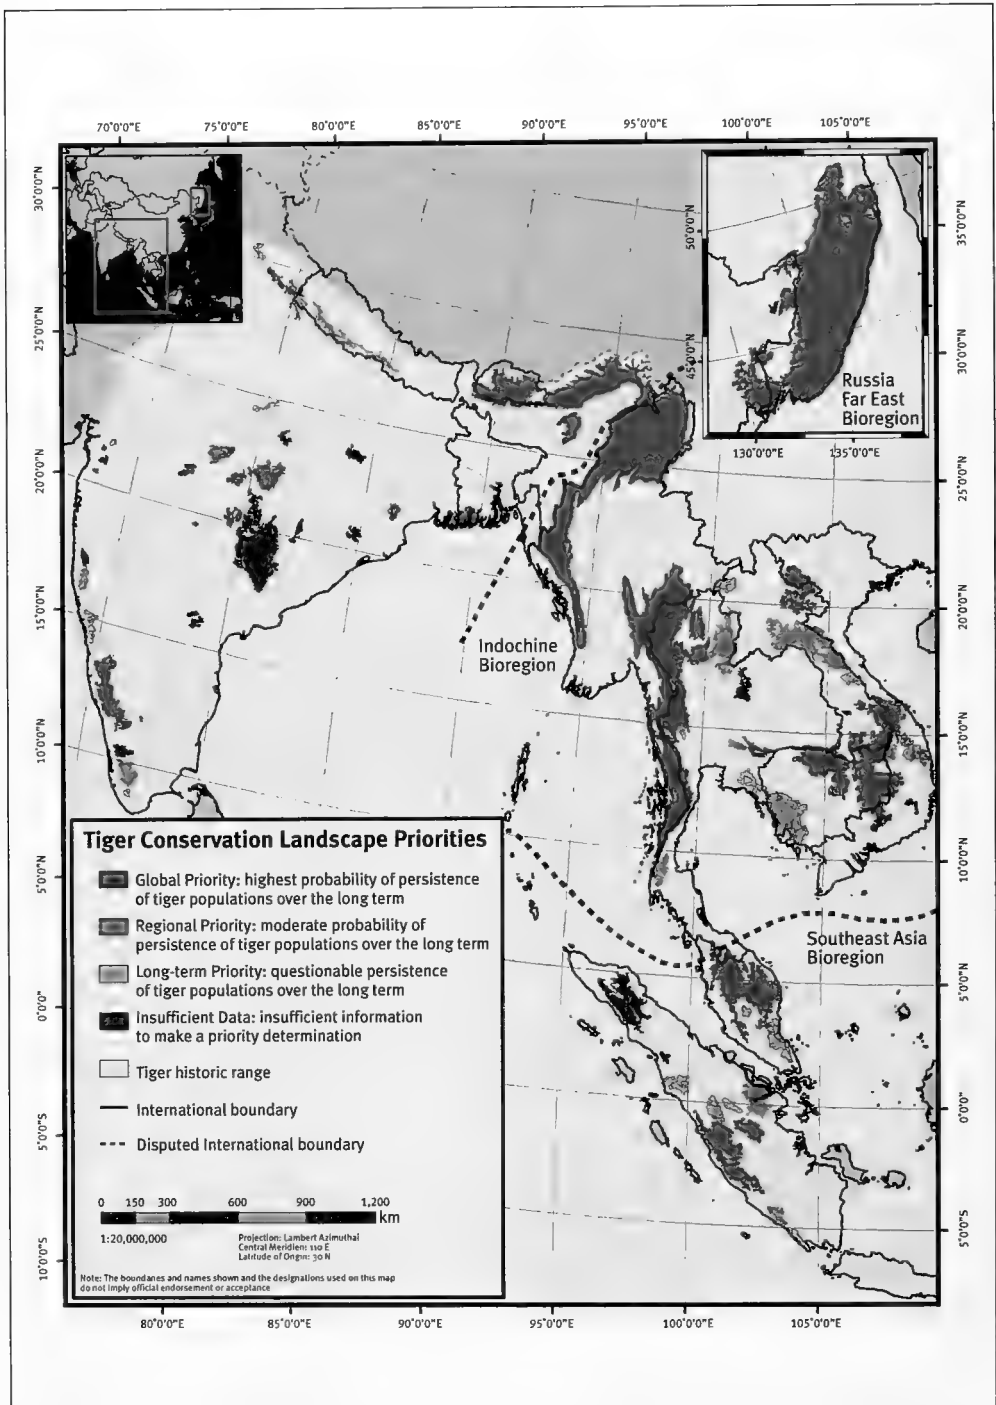 70°0'0"E 75°0'0"E 80°0'0"E 85°0'0"E 90°0'0"E 95°0'0"E 100°0'0"E 105°0'0"E
30°0'0"N
25°0'0"N
20°0'0"N
15°0'0"N
10°0'0"N
5°0'0"N
0°0'0"
5°0'0"S
10°0'0"S
50°0'0"N
45°0'0"N
Russia
Far East
Bioregion
130°0'0"E 135°0'0"E
35°0'0"N
30°0'0"N
25°0'0"N
20°0'0"N
15°0'0"N
10°0'0"N
5°0'0"N
0°0'0"
5°0'0"S
Indochine
Bioregion
Southeast Asia
Bioregion
Tiger Conservation Landscape Priorities
Global Priority: highest probability of persistence
of tiger populations over the long term
Regional Priority: moderate probability of
persistence of tiger populations over the long term
Long-term Priority: questionable persistence
of tiger populations over the long term
Insufficient Data: insufficient information
to make a priority determination
Tiger historic range
International boundary
Disputed International boundary
0 150 300 600 900 1,200
km
1:20,000,000
Projection: Lambert Azimuthal
Central Meridien: 110 E
Latitude of Origin: 30 N
Note: The boundaries and names shown and the designations used on this map
do not imply official endorsement or acceptance
80°0'0"E 85°0'0"E 90°0'0"E 95°0'0"E 100°0'0"E 105°0'0"E